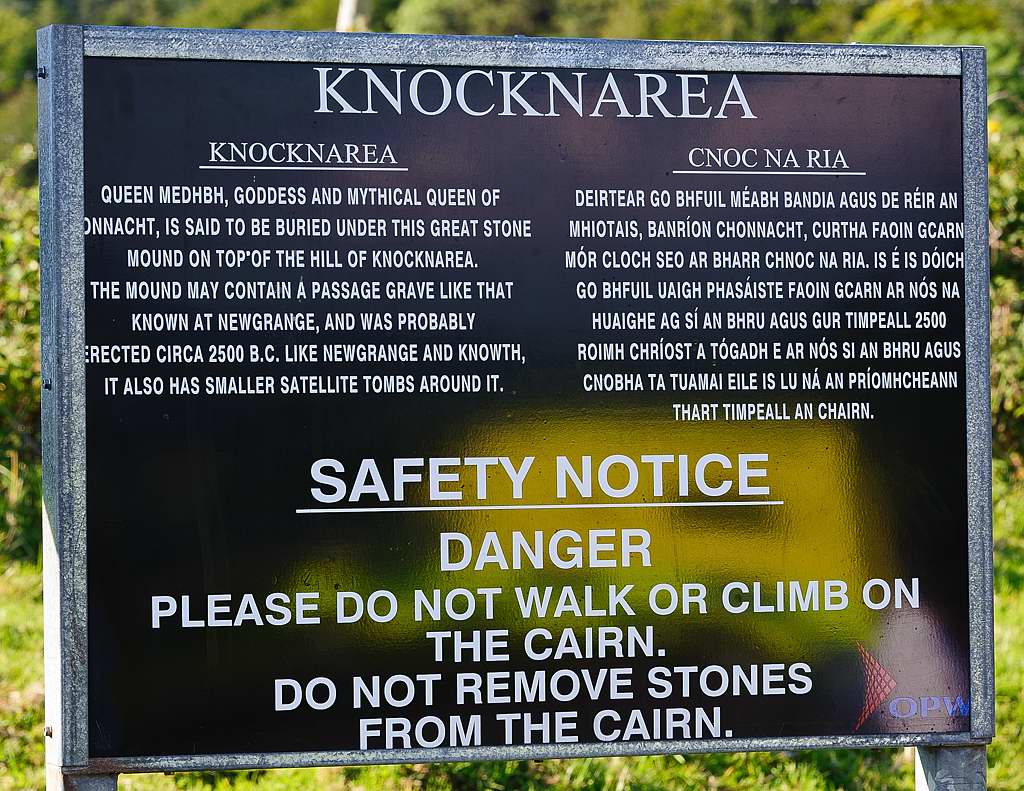 KNOCKNAREA
KNOCKNAREA
QUEEN MEDHBH, GODDESS AND MYTHICAL QUEEN OF
ONNACHT, IS SAID TO BE BURIED UNDER THIS GREAT STONE
MOUND ON TOP OF THE HILL OF KNOCKNAREA.
THE MOUND MAY CONTAIN A PASSAGE GRAVE LIKE THAT
KNOWN AT NEWGRANGE, AND WAS PROBABLY
ERECTED CIRCA 2500 B.C. LIKE NEWGRANGE AND KNOWTH,
IT ALSO HAS SMALLER SATELLITE TOMBS AROUND IT.
CNOC NA RIA
DEIRTEAR GO BHFUIL MÉABH BANDIA AGUS DE RÉIR AN
MHIOTAIS, BANRÍON CHONNACHT, CURTHA FAOIN GCARN
MÓR CLOCH SEO AR BHARR CHNOC NA RIA. IS É IS DÓICH
GO BHFUIL UAIGH PHASÁISTE FAOIN GCARN AR NÓS NA
HUAIGHE AG SÍ AN BHRU AGUS GUR TIMPEALL 2500
ROIMH CHRÍOST A TÓGADH E AR NÓS SI AN BHRU AGUS
CNOBHA TA TUAMAI EILE IS LU NÁ AN PRÍOMHCHEANN
THART TIMPEALL AN CHAIRN.
SAFETY NOTICE
DANGER
PLEASE DO NOT WALK OR CLIMB ON
THE CAIRN.
DO NOT REMOVE STONES
FROM THE CAIRN.
OPW